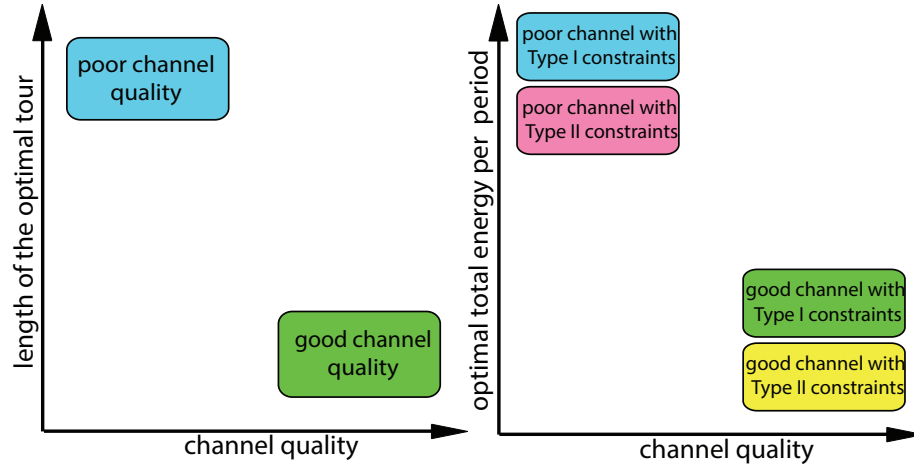 length of the optimal tour
poor channel
quality
good channel
quality
channel quality
optimal total energy per period
poor channel with
Type I constraints
poor channel with
Type II constraints
good channel with
Type I constraints
good channel with
Type II constraints
channel quality